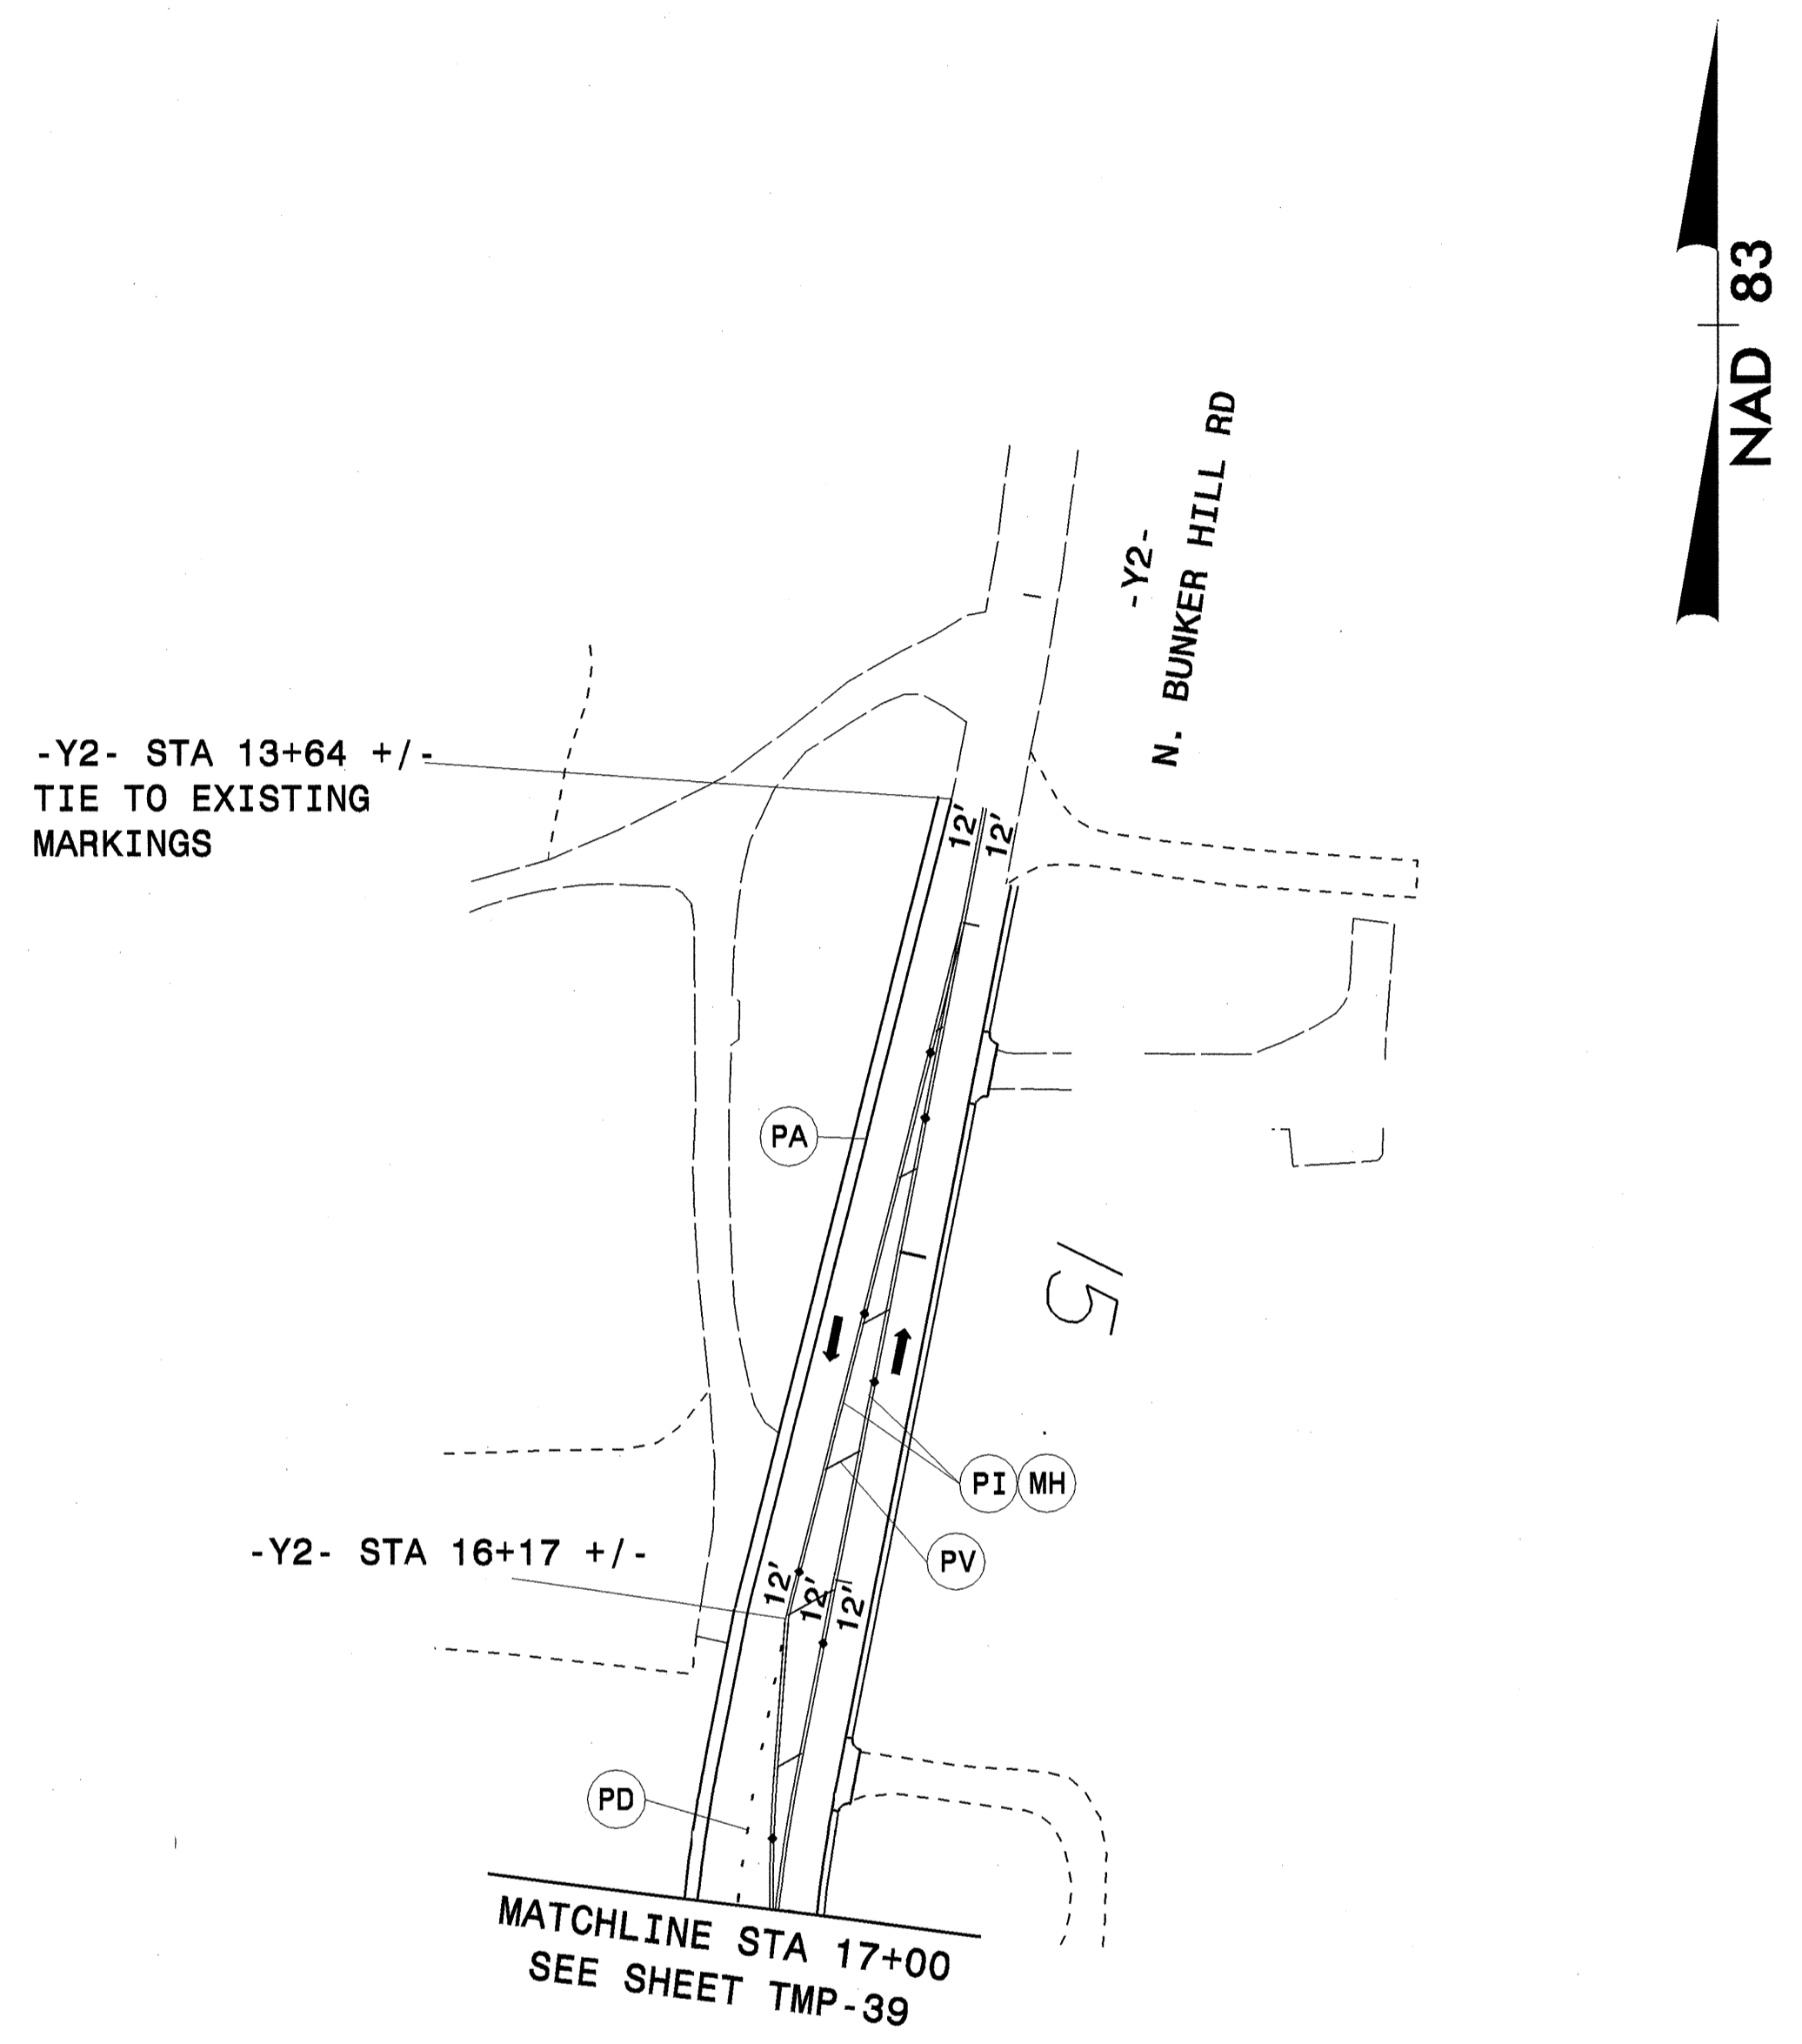 NAD 83
-Y2-
N. BUNKER HILL RD
-Y2- STA 13+64 +/-
TIE TO EXISTING
MARKINGS
12'
12'
PA
15
PI
MH
PV
-Y2- STA 16+17 +/-
12'
12'
12'
PD
MATCHLINE STA 17+00
SEE SHEET TMP-39